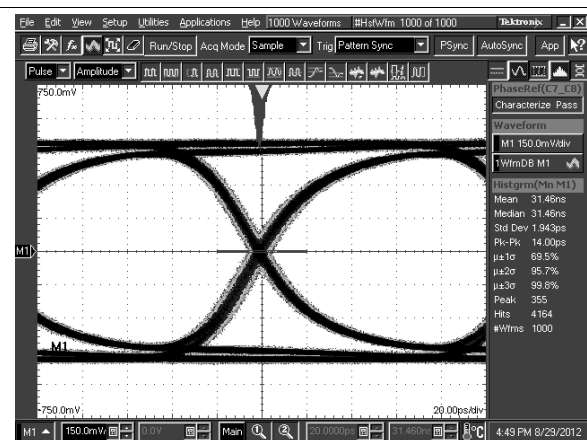 File Edit View Setup Utilities Applications Help 1000 Waveforms #HstWfm 1000 of 1000 Tektronix
Run/Stop Acq Mode Sample Trig Pattern Sync PSync AutoSync App
Pulse Amplitude
750.0mV
PhaseRef(C7_C8)
Characterize Pass
Waveform
M1 150.0mV/div
1WfmDB M1
Histgrm(Mn M1)
Mean 31.46ns
Median 31.46ns
Std Dev 1.943ps
Pk-Pk 14.00ps
µ±1σ 69.5%
µ±2σ 95.7%
µ±3σ 99.8%
Peak 355
Hits 4164
#Wfms 1000
M1
M1
-750.0mV
20.00ps/div
M1 150.0mV/ 0.0V Main 20.0000ps 31.460n: °C 4:49 PM 8/29/2012